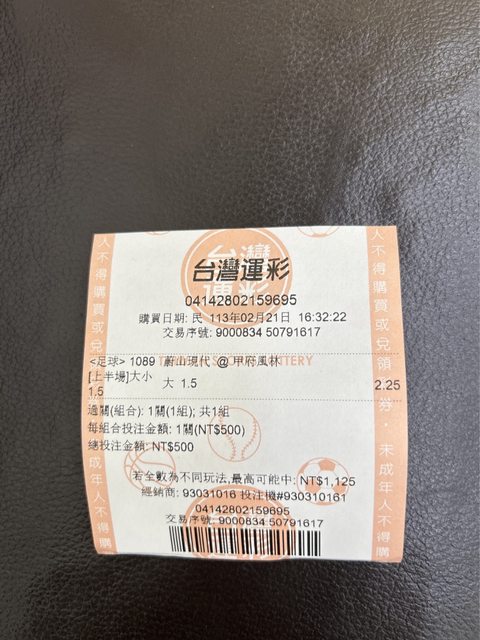 台灣運彩
04142802159695
購買日期: 民 113年02月21日 16:32:22
交易序號: 9000834 50791617
<足球> 1089 蔚山現代 @ 甲府風林
[上半場]大小 大 1.5 2.25
1.5
過關(組合): 1關(1組); 共1組
每組合投注金額: 1關(NT$500)
總投注金額: NT$500
若全數為不同玩法,最高可能中: NT$1,125
經銷商: 93031016 投注機#930310161
04142802159695
交易序號: 9000834 50791617
人不得購買或兌
成年人不得購
人不得購買或兌領
券,未成年人不得購